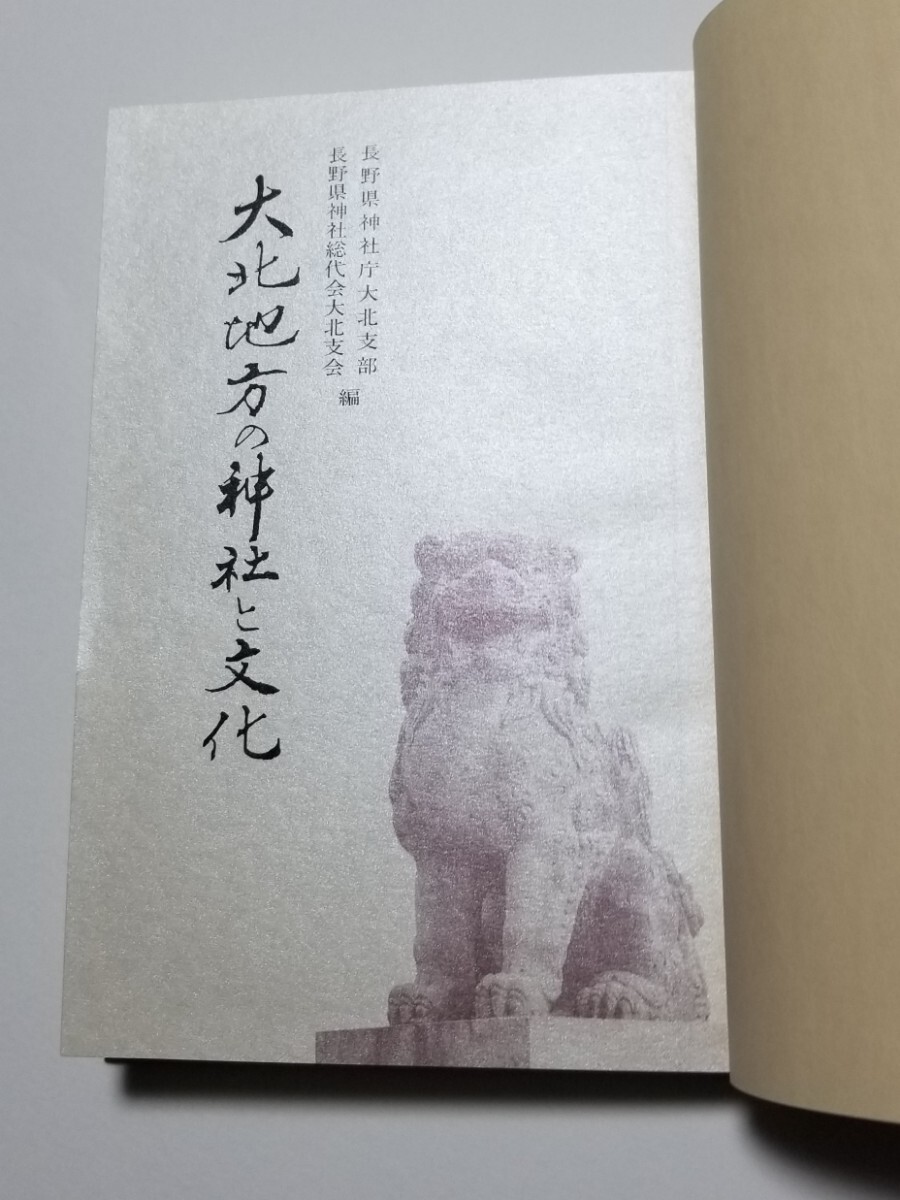 長野県神社庁大北支部
長野県神社総代会大北支会
編
大北地方の神社と文化